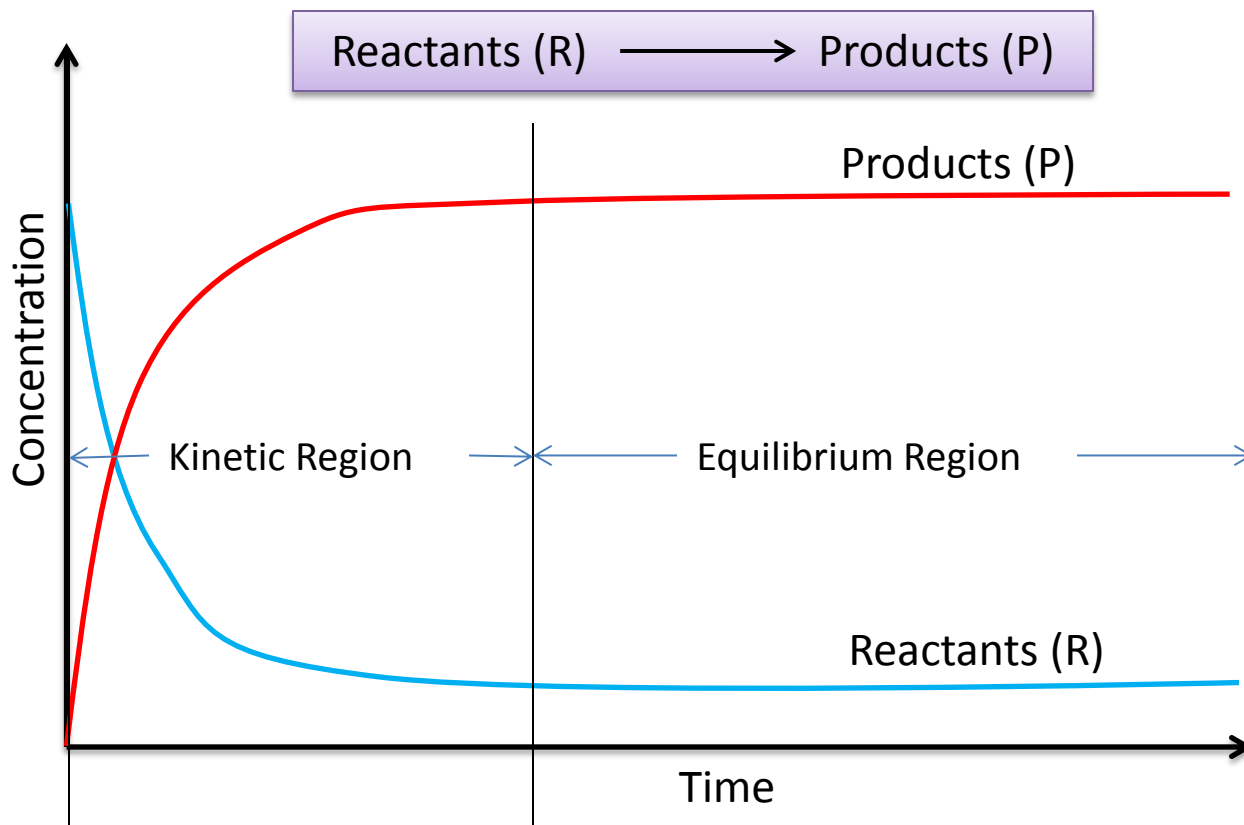 Reactants (R) ⟶ Products (P)
Products (P)
Concentration
Kinetic Region
Equilibrium Region
Reactants (R)
Time